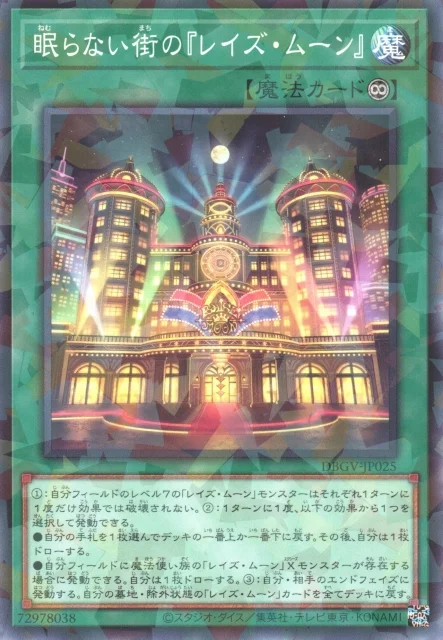 眠らない街の『レイズ・ムーン』 魔
【魔法カード∞】
DBGV-JP025
①：自分フィールドのレベル7の「レイズ・ムーン」モンスターはそれぞれ1ターンに
1度だけ効果では破壊されない。②：1ターンに1度、以下の効果から1つを
選択して発動できる。
●自分の手札を1枚選んでデッキの一番上か一番下に戻す。その後、自分は1枚
ドローする。
●自分フィールドに魔法使い族の「レイズ・ムーン」Xモンスターが存在する
場合に発動できる。自分は1枚ドローする。③：自分・相手のエンドフェイズに
発動する。自分の墓地・除外状態の「レイズ・ムーン」カードを全てデッキに戻す。
72978038 ©スタジオ・ダイス/集英社・テレビ東京・KONAMI